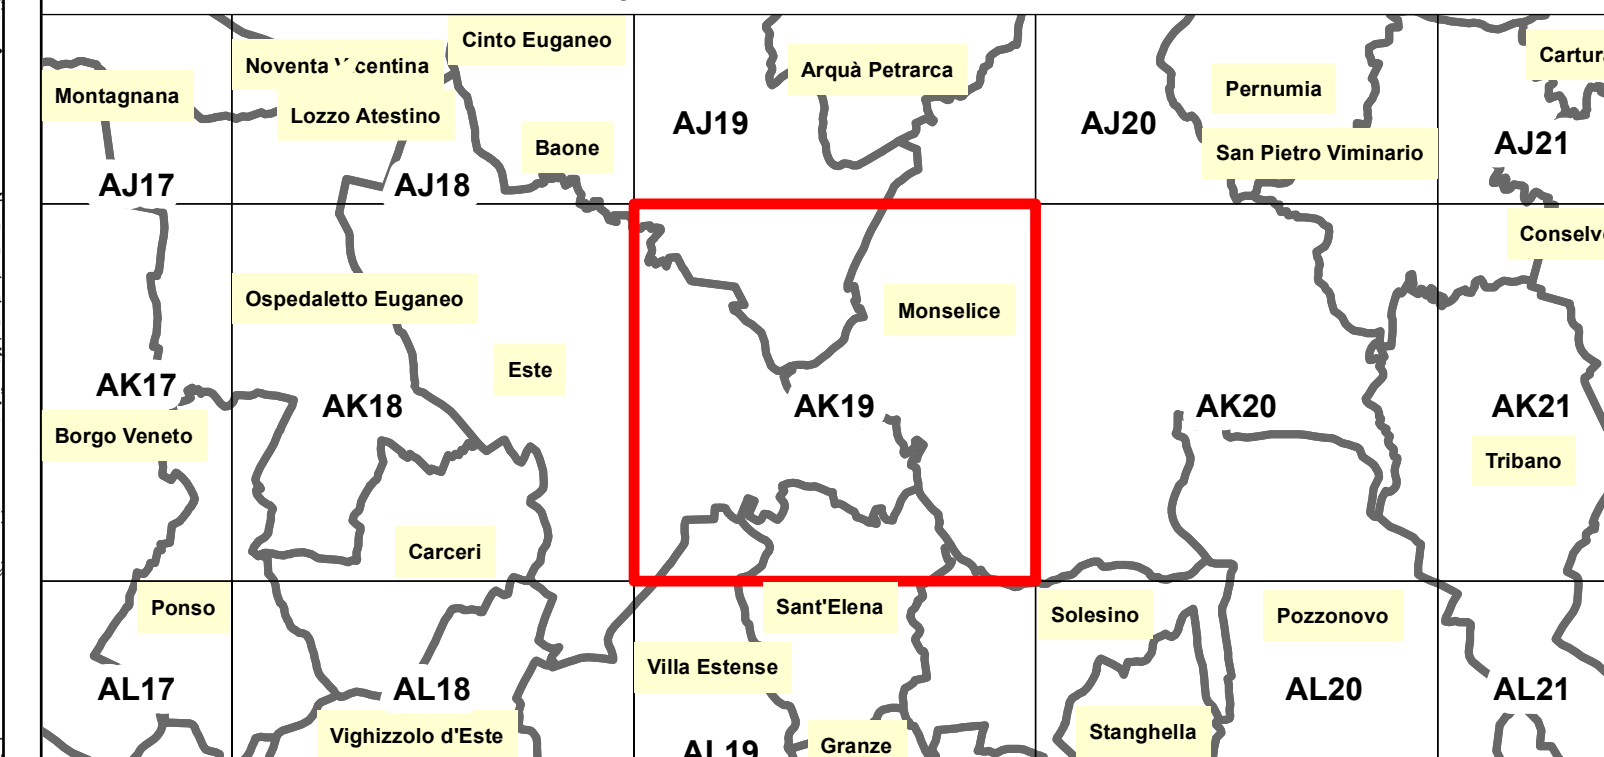 Cinto Euganeo
Noventa V centina
Arquà Petrarca
Montagnana
Lozzo Atestino
Pernumia
Baone
AJ19
AJ20
San Pietro Viminario
AJ21
AJ17
AJ18
Ospedaletto Euganeo
Monselice
Este
AK17
AK18
AK19
AK20
AK21
Borgo Veneto
Tribano
Carceri
Ponso
Sant'Elena
Solesino
Pozzonovo
Villa Estense
AL17
AL18
AL20
AL21
Vighizzolo d'Este
AL19
Granze
Stanghella